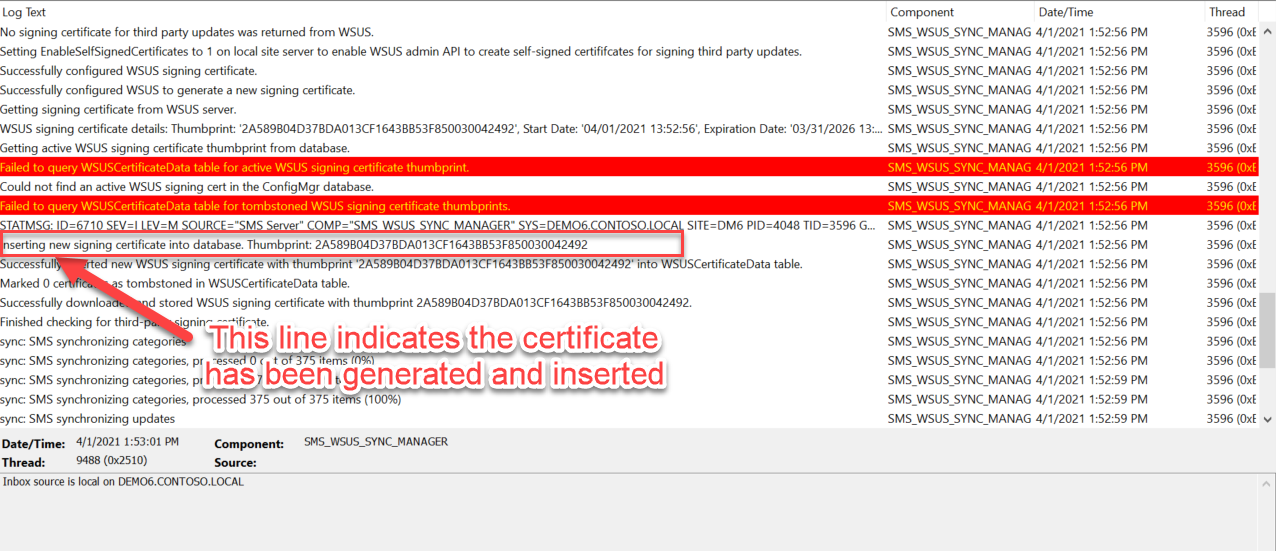 Log Text Component Date/Time Thread
No signing certificate for third party updates was returned from WSUS. SMS_WSUS_SYNC_MANAG 4/1/2021 1:52:56 PM 3596 (0xE
Setting EnableSelfSignedCertificates to 1 on local site server to enable WSUS admin API to create self-signed certififcates for signing third party updates. SMS_WSUS_SYNC_MANAG 4/1/2021 1:52:56 PM 3596 (0xE
Successfully configured WSUS signing certificate. SMS_WSUS_SYNC_MANAG 4/1/2021 1:52:56 PM 3596 (0xE
Successfully configured WSUS to generate a new signing certificate. SMS_WSUS_SYNC_MANAG 4/1/2021 1:52:56 PM 3596 (0xE
Getting signing certificate from WSUS server. SMS_WSUS_SYNC_MANAG 4/1/2021 1:52:56 PM 3596 (0xE
WSUS signing certificate details: Thumbprint: '2A589B04D37BDA013CF1643BB53F850030042492', Start Date: '04/01/2021 13:52:56', Expiration Date: '03/31/2026 13:... SMS_WSUS_SYNC_MANAG 4/1/2021 1:52:56 PM 3596 (0xE
Getting active WSUS signing certificate thumbprint from database. SMS_WSUS_SYNC_MANAG 4/1/2021 1:52:56 PM 3596 (0xE
Failed to query WSUSCertificateData table for active WSUS signing certificate thumbprint. SMS_WSUS_SYNC_MANAG 4/1/2021 1:52:56 PM 3596 (0xE
Could not find an active WSUS signing cert in the ConfigMgr database. SMS_WSUS_SYNC_MANAG 4/1/2021 1:52:56 PM 3596 (0xE
Failed to query WSUSCertificateData table for tombstoned WSUS signing certificate thumbprints. SMS_WSUS_SYNC_MANAG 4/1/2021 1:52:56 PM 3596 (0xE
STATMSG: ID=6710 SEV=I LEV=M SOURCE="SMS Server" COMP="SMS_WSUS_SYNC_MANAGER" SYS=DEMO6.CONTOSO.LOCAL SITE=DM6 PID=4048 TID=3596 G... SMS_WSUS_SYNC_MANAG 4/1/2021 1:52:56 PM 3596 (0xE
nserting new signing certificate into database. Thumbprint: 2A589B04D37BDA013CF1643BB53F850030042492 SMS_WSUS_SYNC_MANAG 4/1/2021 1:52:56 PM 3596 (0xE
Successfully erted new WSUS signing certificate with thumbprint '2A589B04D37BDA013CF1643BB53F850030042492' into WSUSCertificateData table. SMS_WSUS_SYNC_MANAG 4/1/2021 1:52:56 PM 3596 (0xE
Marked 0 certif as tombstoned in WSUSCertificateData table. SMS_WSUS_SYNC_MANAG 4/1/2021 1:52:56 PM 3596 (0xE
Successfully downloade nd stored WSUS signing certificate with thumbprint 2A589B04D37BDA013CF1643BB53F850030042492. SMS_WSUS_SYNC_MANAG 4/1/2021 1:52:56 PM 3596 (0xE
Finished checking for third-pa signing certificate. SMS_WSUS_SYNC_MANAG 4/1/2021 1:52:56 PM 3596 (0xE
sync: SMS synchronizing categories SMS_WSUS_SYNC_MANAG 4/1/2021 1:52:56 PM 3596 (0xE
This line indicates the certificate
sync: SMS synchronizing categories, processed 0 out of 375 items (0%) SMS_WSUS_SYNC_MANAG 4/1/2021 1:52:56 PM 3596 (0xE
has been generated and inserted
sync: SMS synchronizing categories, SMS_WSUS_SYNC_MANAG 4/1/2021 1:52:59 PM 3596 (0xE
sync: SMS synchronizing categories, processed 375 out of 375 items (100%) SMS_WSUS_SYNC_MANAG 4/1/2021 1:52:59 PM 3596 (0xE
sync: SMS synchronizing updates SMS_WSUS_SYNC_MANAG 4/1/2021 1:52:59 PM 3596 (0xE
Date/Time: 4/1/2021 1:53:01 PM Component: SMS_WSUS_SYNC_MANAGER
Thread: 9488 (0x2510) Source:
Inbox source is local on DEMO6.CONTOSO.LOCAL